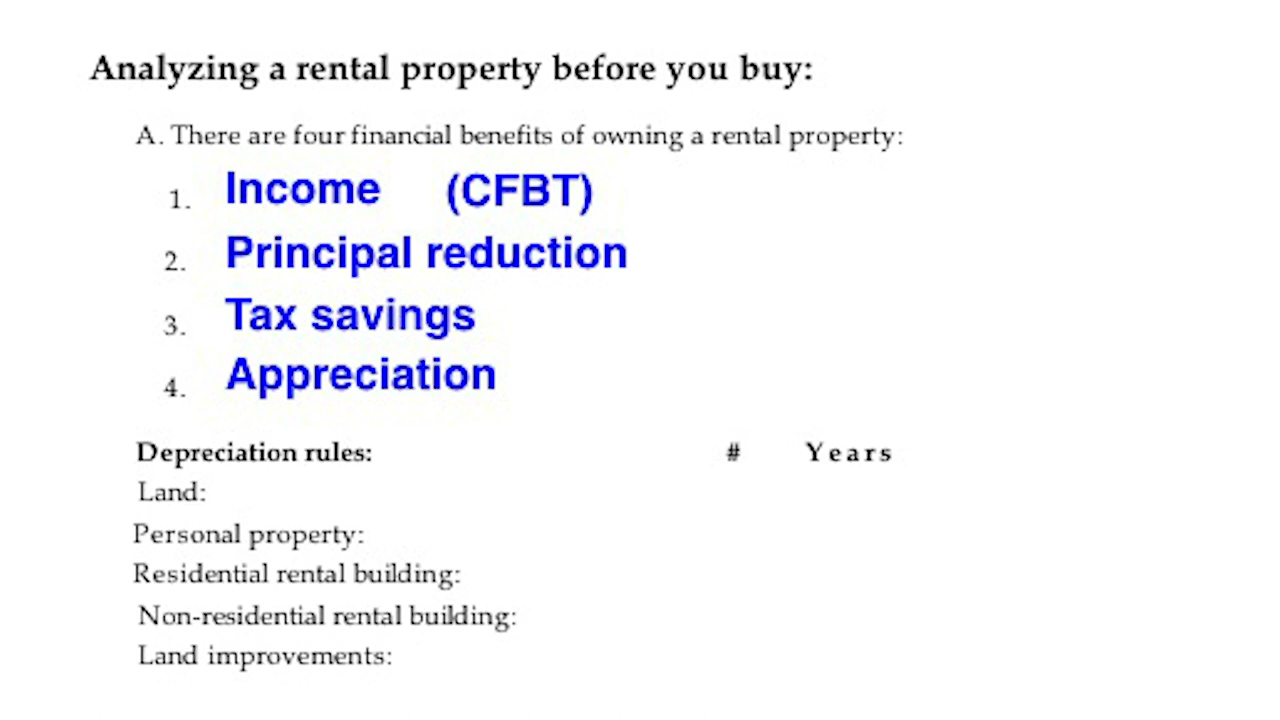 Analyzing a rental property before you buy:
A. There are four financial benefits of owning a rental property:
1. Income (CFBT)
2. Principal reduction
3. Tax savings
4. Appreciation
Depreciation rules: # Years
Land:
Personal property:
Residential rental building:
Non-residential rental building:
Land improvements: